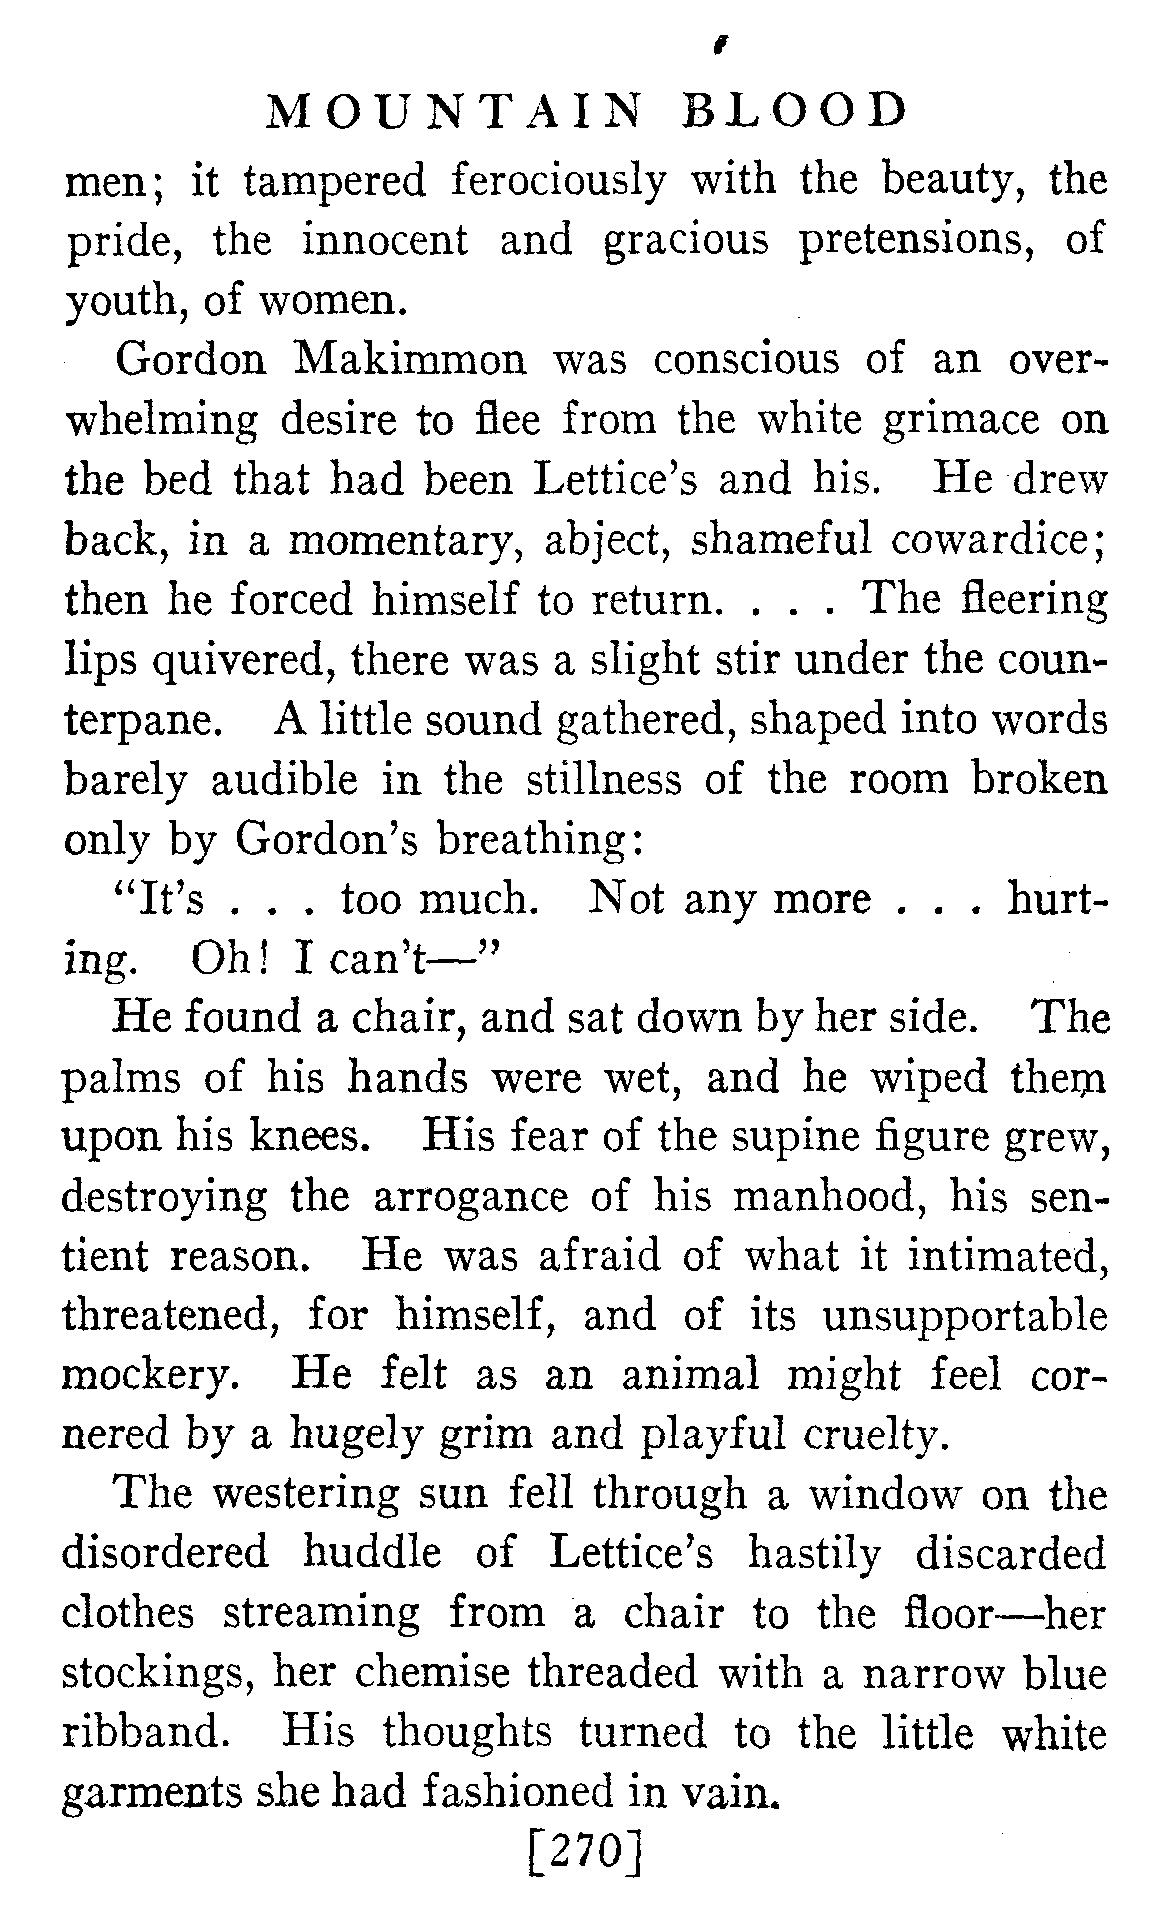 MOUNTAIN BLOOD
men; it tampered ferociously with the beauty, the
pride, the innocent and gracious pretensions, of
youth, of women.
Gordon Makimmon was conscious of an over-
whelming desire to flee from the white grimace on
the bed that had been Lettice's and his. He drew
back, in a momentary, abject, shameful cowardice;
then he forced himself to return. . . . The fleering
lips quivered, there was a slight stir under the coun-
terpane. A little sound gathered, shaped into words
barely audible in the stillness of the room broken
only by Gordon's breathing:
“It's . . . too much. Not any more . . . hurt-
ing. Oh! I can't—”
He found a chair, and sat down by her side. The
palms of his hands were wet, and he wiped them
upon his knees. His fear of the supine figure grew,
destroying the arrogance of his manhood, his sen-
tient reason. He was afraid of what it intimated,
threatened, for himself, and of its unsupportable
mockery. He felt as an animal might feel cor-
nered by a hugely grim and playful cruelty.
The westering sun fell through a window on the
disordered huddle of Lettice's hastily discarded
clothes streaming from a chair to the floor—her
stockings, her chemise threaded with a narrow blue
ribband. His thoughts turned to the little white
garments she had fashioned in vain.
[270]